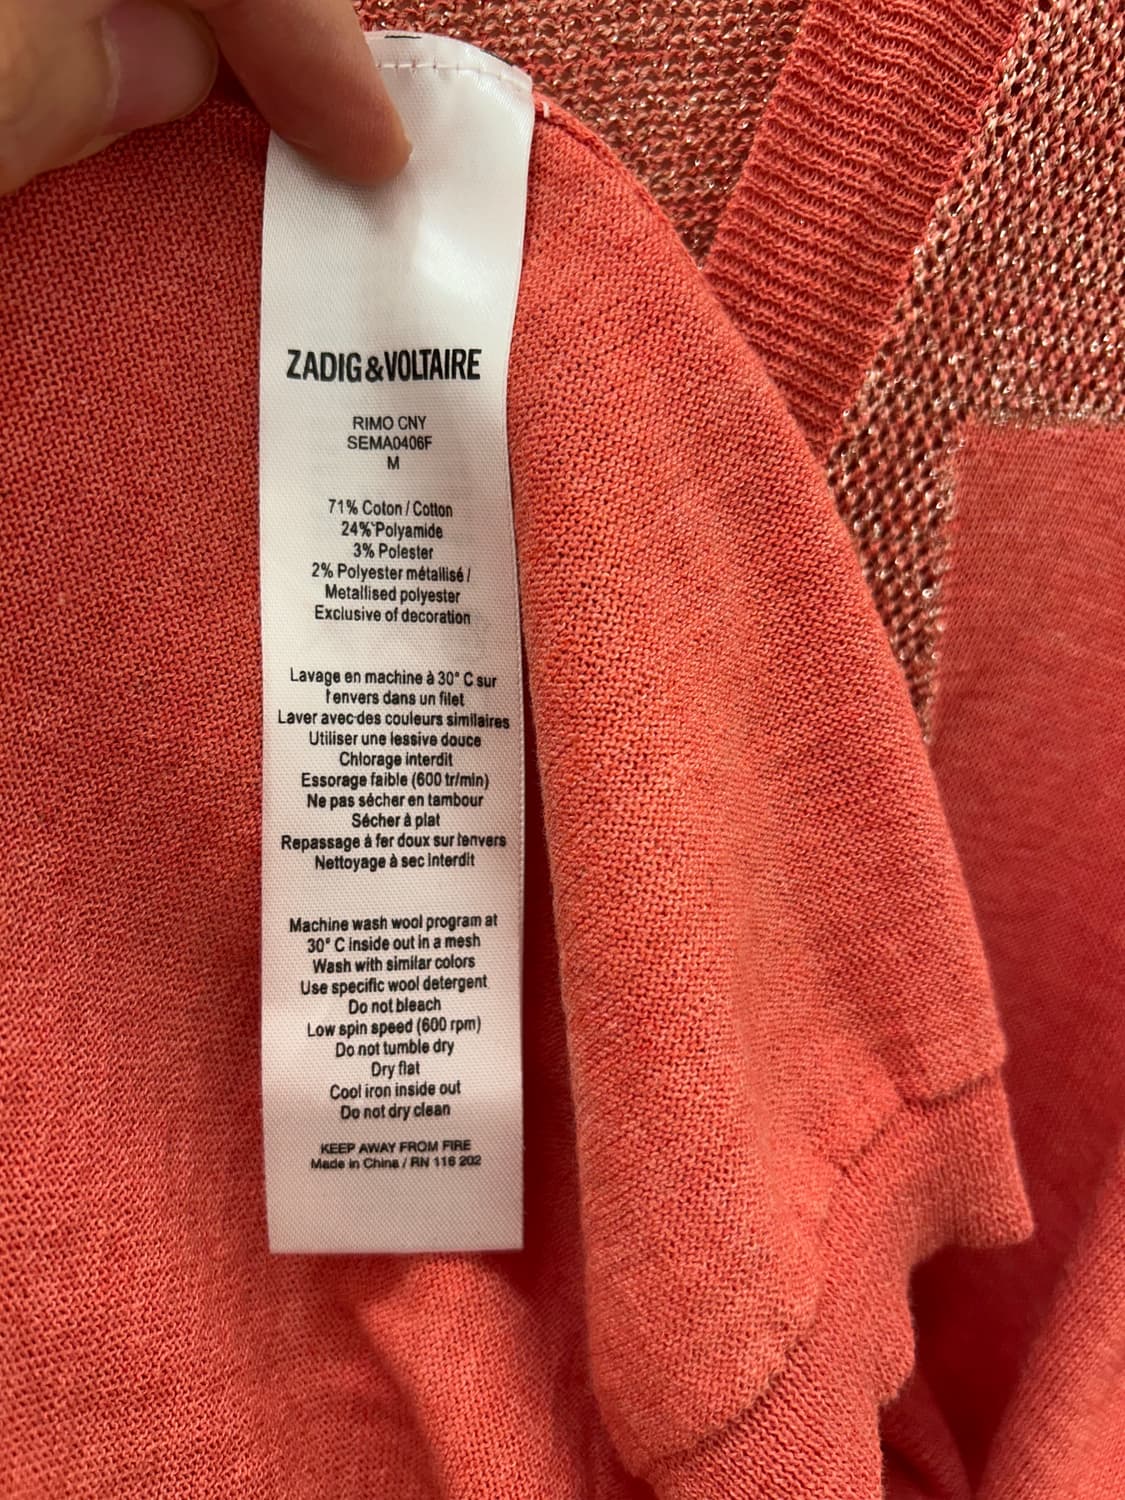 ZADIG&VOLTAIRE
RIMO CNY
SEMA0406F
M
71% Coton / Cotton
24% Polyamide
3% Polester
2% Polyester métallisé /
Metallised polyester
Exclusive of decoration
Lavage en machine à 30° C sur
l'envers dans un filet
Laver avec des couleurs similaires
Utiliser une lessive douce
Chlorage interdit
Essorage faible (600 tr/min)
Ne pas sécher en tambour
Sécher à plat
Repassage à fer doux sur l'envers
Nettoyage à sec Interdit
Machine wash wool program at
30° C inside out in a mesh
Wash with similar colors
Use specific wool detergent
Do not bleach
Low spin speed (600 rpm)
Do not tumble dry
Dry flat
Cool iron inside out
Do not dry clean
KEEP AWAY FROM FIRE
Made in China / RN 116 202